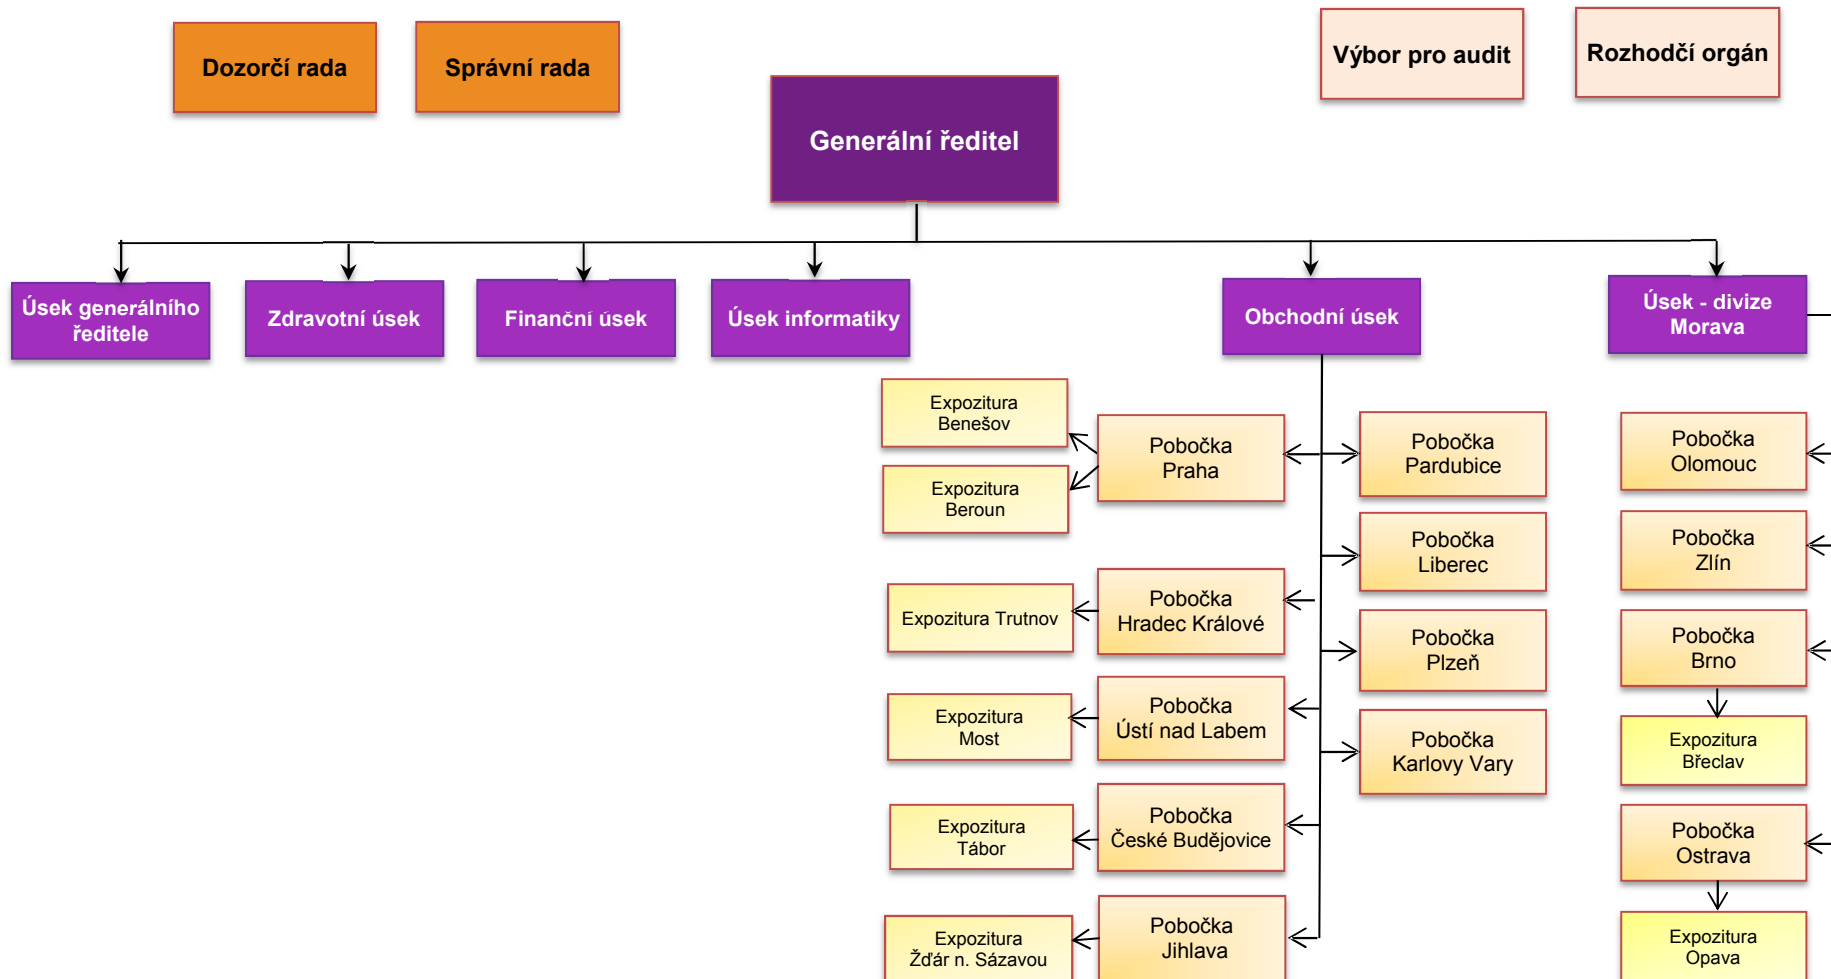 Dozorčí rada
Správní rada
Výbor pro audit
Rozhodčí orgán
Generální ředitel
Úsek generálního
ředitele
Zdravotní úsek
Finanční úsek
Úsek informatiky
Obchodní úsek
Úsek - divize
Morava
Expozitura
Benešov
Expozitura
Beroun
Pobočka
Praha
Pobočka
Pardubice
Pobočka
Olomouc
Pobočka
Liberec
Pobočka
Zlín
Expozitura Trutnov
Pobočka
Hradec Králové
Pobočka
Plzeň
Pobočka
Brno
Expozitura
Most
Pobočka
Ústí nad Labem
Pobočka
Karlovy Vary
Expozitura
Břeclav
Expozitura
Tábor
Pobočka
České Budějovice
Pobočka
Ostrava
Expozitura
Žďár n. Sázavou
Pobočka
Jihlava
Expozitura
Opava